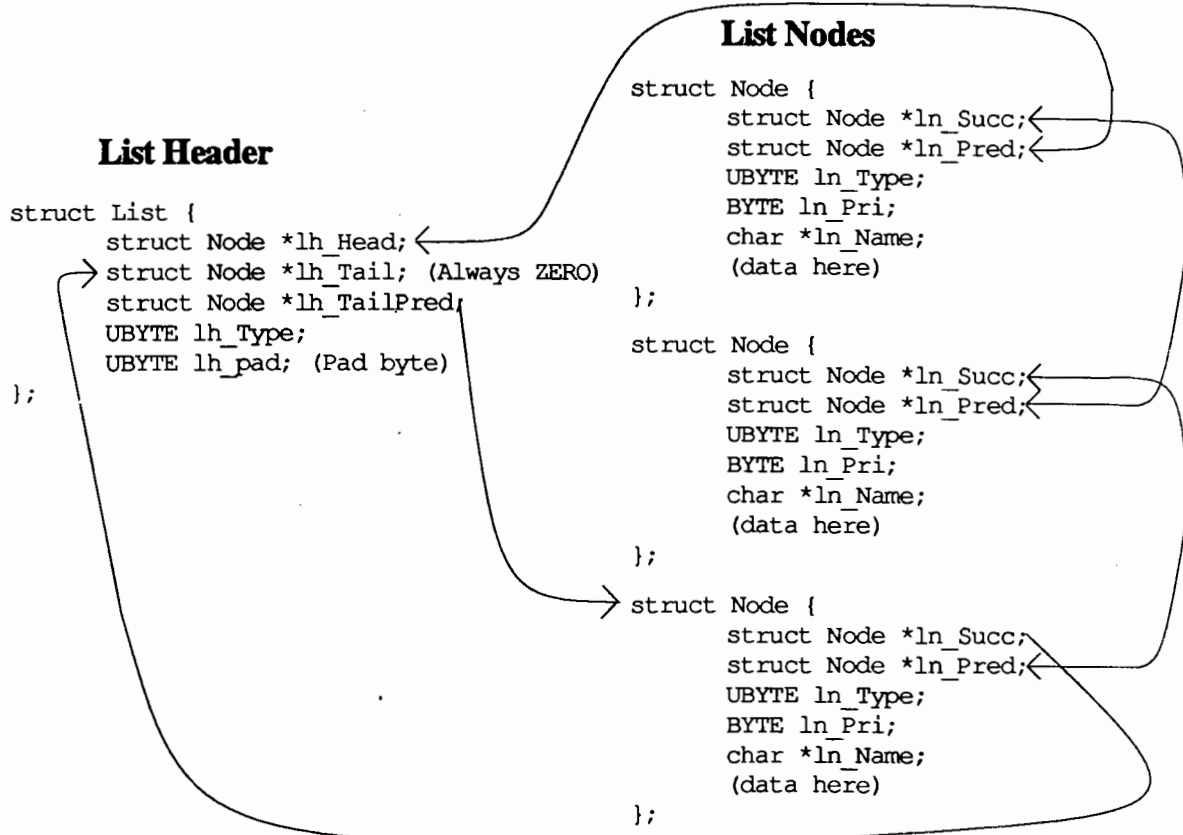 List Header
struct List {
struct Node *lh_Head;
struct Node *lh_Tail; (Always ZERO)
struct Node *lh_TailPred;
UBYTE lh_Type;
UBYTE lh_pad; (Pad byte)
};
List Nodes
struct Node {
struct Node *ln_Succ;
struct Node *ln_Pred;
UBYTE ln_Type;
BYTE ln_Pri;
char *ln_Name;
(data here)
};
struct Node {
struct Node *ln_Succ;
struct Node *ln_Pred;
UBYTE ln_Type;
BYTE ln_Pri;
char *ln_Name;
(data here)
};
struct Node {
struct Node *ln_Succ;
struct Node *ln_Pred;
UBYTE ln_Type;
BYTE ln_Pri;
char *ln_Name;
(data here)
};